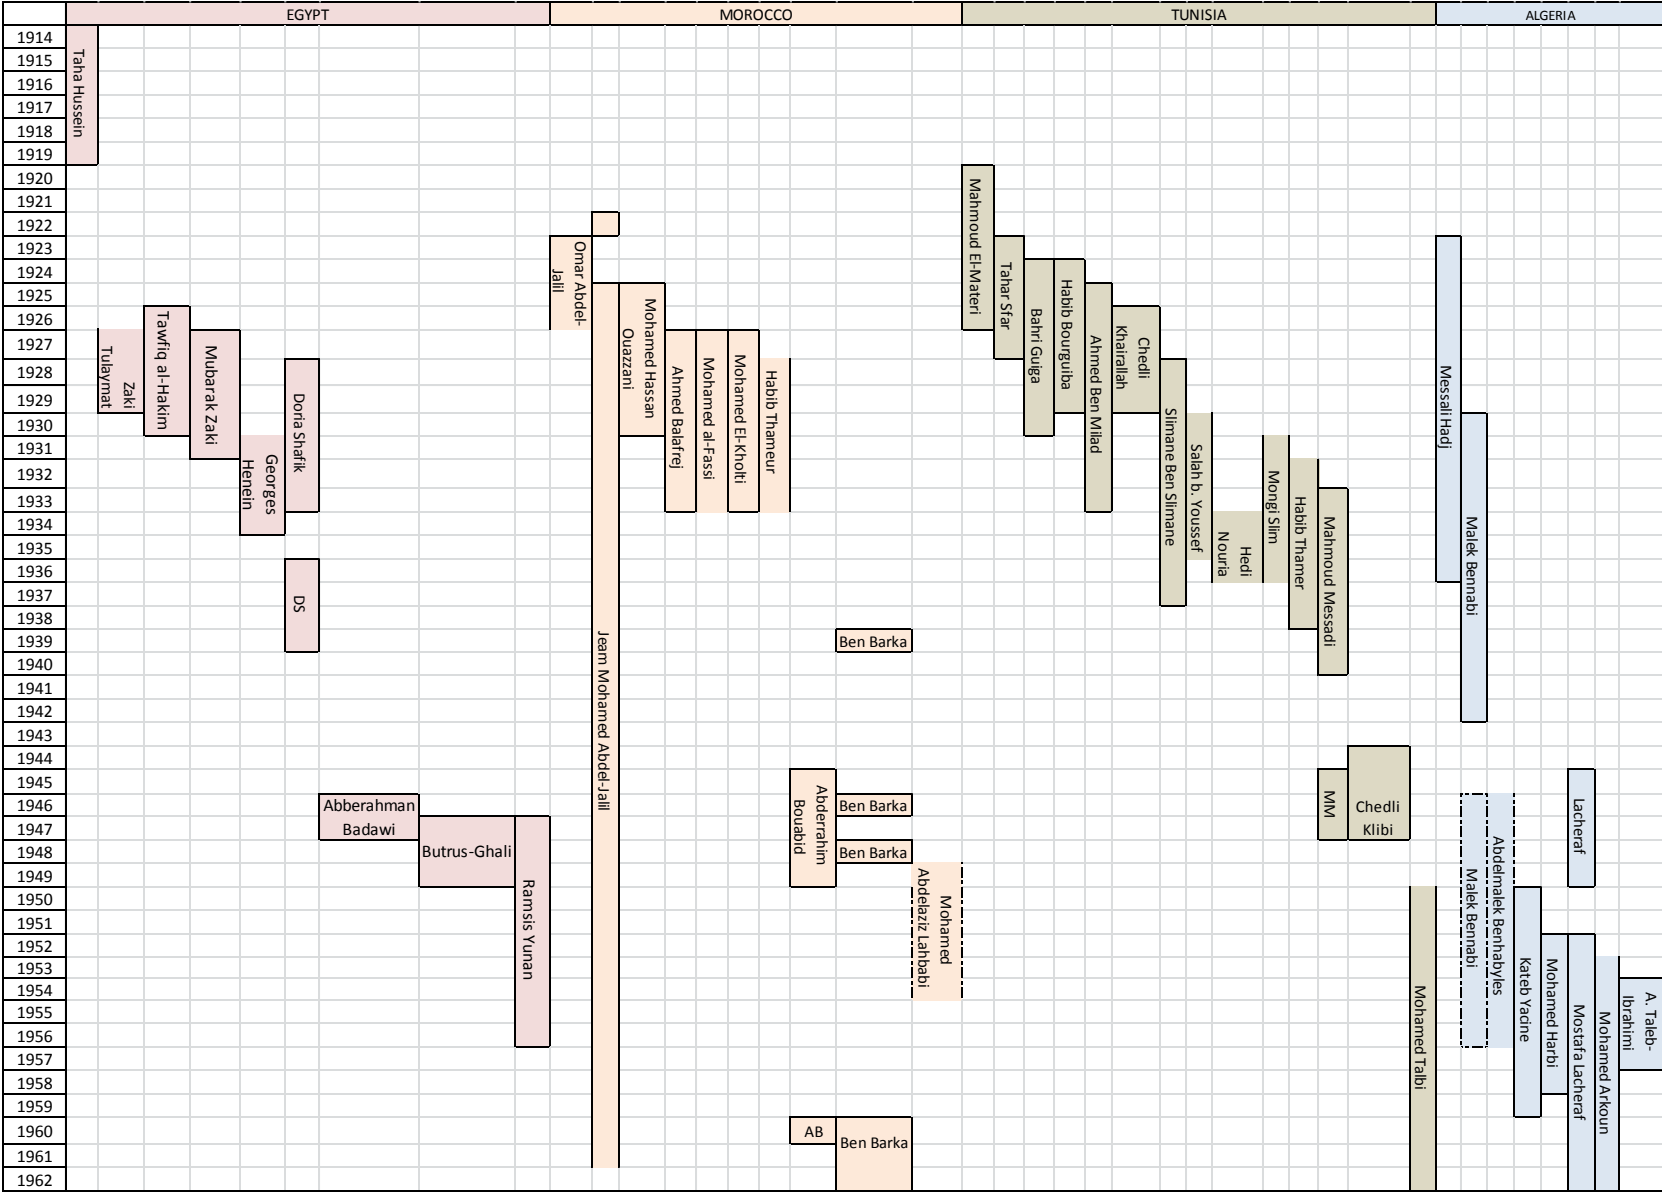 EGYPT
MOROCCO
TUNISIA
ALGERIA
1914
1915
1916
1917
1918
1919
1920
1921
1922
1923
1924
1925
1926
1927
1928
1929
1930
1931
1932
1933
1934
1935
1936
1937
1938
1939
1940
1941
1942
1943
1944
1945
1946
1947
1948
1949
1950
1951
1952
1953
1954
1955
1956
1957
1958
1959
1960
1961
1962
Taha Hussein
Zaki
Tulaymat
Tawfiq al-Hakim
Mubarak Zaki
Georges
Henein
Doria Shafik
DS
Abberahman
Badawi
Butrus-Ghali
Ramsis Yunan
Omar Abdel-
Jalil
Jeam Mohamed Abdel-Jalil
Mohamed Hassan
Ouazzani
Ahmed Balafrej
Mohamed al-Fassi
Mohamed El-Kholti
Habib Thameur
Abderrahim
Bouabid
AB
Ben Barka
Ben Barka
Ben Barka
Ben Barka
Mohamed
Abdelaziz Lahbabi
Mahmoud El-Materi
Tahar Sfar
Bahri Guiga
Habib Bourguiba
Ahmed Ben Milad
Chedli
Khairallah
Slimane Ben Slimane
Salah b. Youssef
Hedi
Nouria
Mongi Slim
Habib Thamer
Mahmoud Messadi
MM
Chedli
Klibi
Mohamed Talbi
Messali Hadj
Malek Bennabi
Malek Bennabi
Abdelmalek Benhabyles
Kateb Yacine
Mohamed Harbi
Lacheraf
Mostafa Lacheraf
Mohamed Arkoun
A. Taleb-
Ibrahimi